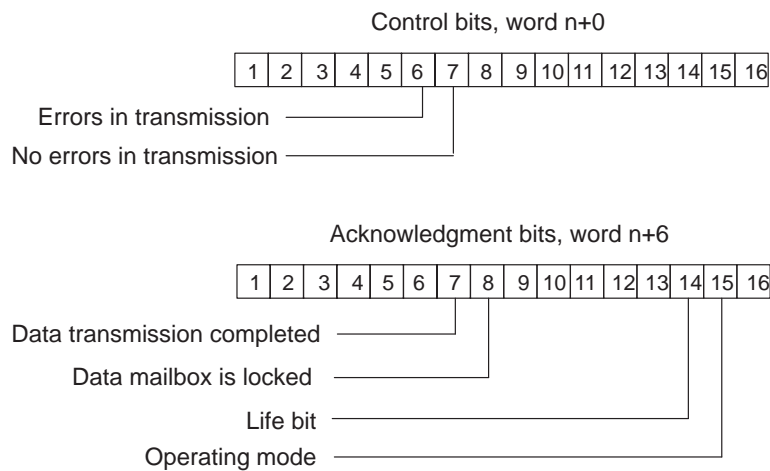 Control bits, word n+0
1 2 3 4 5 6 7 8 9 10 11 12 13 14 15 16
Errors in transmission
No errors in transmission
Acknowledgment bits, word n+6
1 2 3 4 5 6 7 8 9 10 11 12 13 14 15 16
Data transmission completed
Data mailbox is locked
Life bit
Operating mode